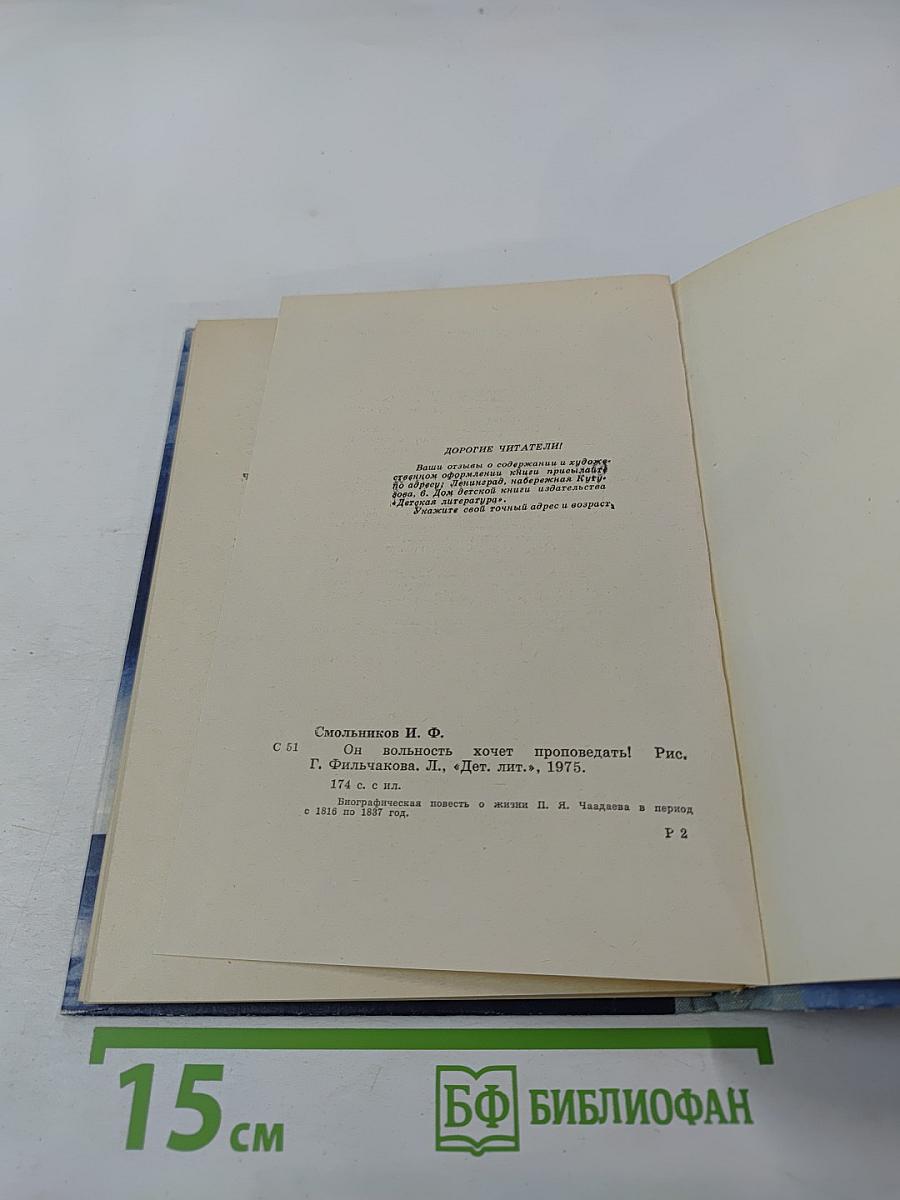 ДОРОГИЕ ЧИТАТЕЛИ!
Ваши отзывы о содержании и художе-
ственном оформлении книги присылайте
по адресу: Ленинград, набережная Куту-
зова, 6. Дом детской книги издательства
«Детская литература».
Укажите свой точный адрес и возраст.
Смольников И. Ф.
С 51 Он вольность хочет проповедать! Рис.
Г. Фильчакова. Л., «Дет. лит.», 1975.
174 с. с ил.
Биографическая повесть о жизни П. Я. Чаадаева в период
с 1816 по 1837 год.
Р 2
15 см
БФ БИБЛИОФАН